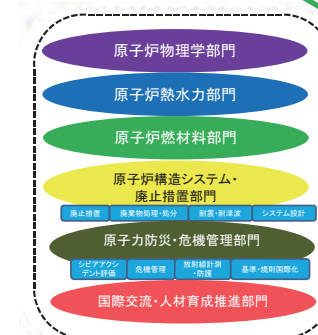 原子炉物理学部門
原子炉熱水力部門
原子炉燃材料部門
原子炉構造システム・
廃止措置部門
廃止措置 廃棄物処理・処分 耐震・耐津波 システム設計
原子力防災・危機管理部門
シビアアクシ
デント評価 危機管理 放射線計測
・防護 基準・規則国際化
国際交流・人材育成推進部門